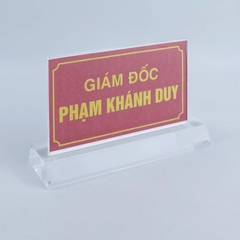 GIÁM ĐỐC
PHẠM KHÁNH DUY